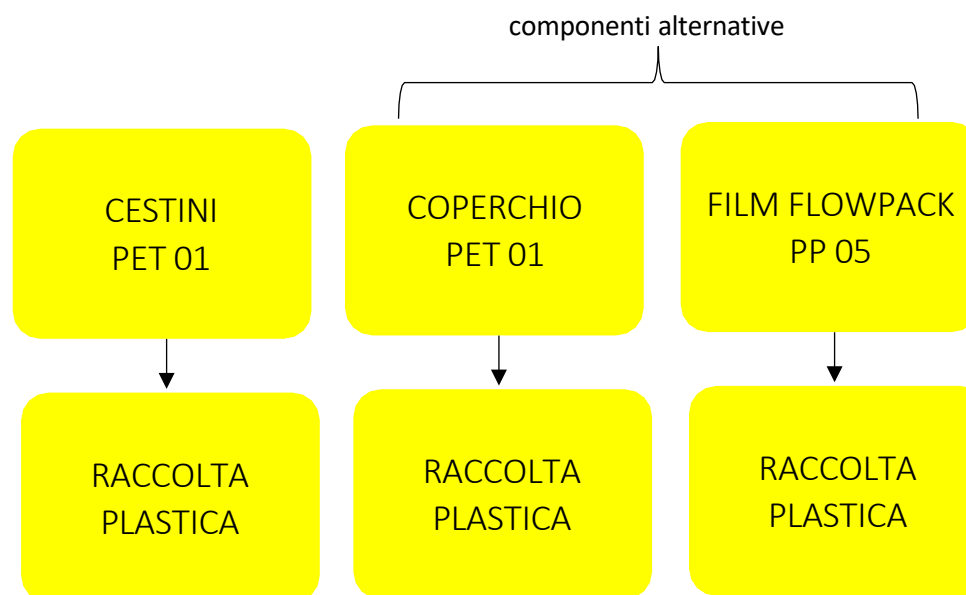 componenti alternative
CESTINI
PET 01
COPERCHIO
PET 01
FILM FLOWPACK
PP 05
RACCOLTA
PLASTICA
RACCOLTA
PLASTICA
RACCOLTA
PLASTICA